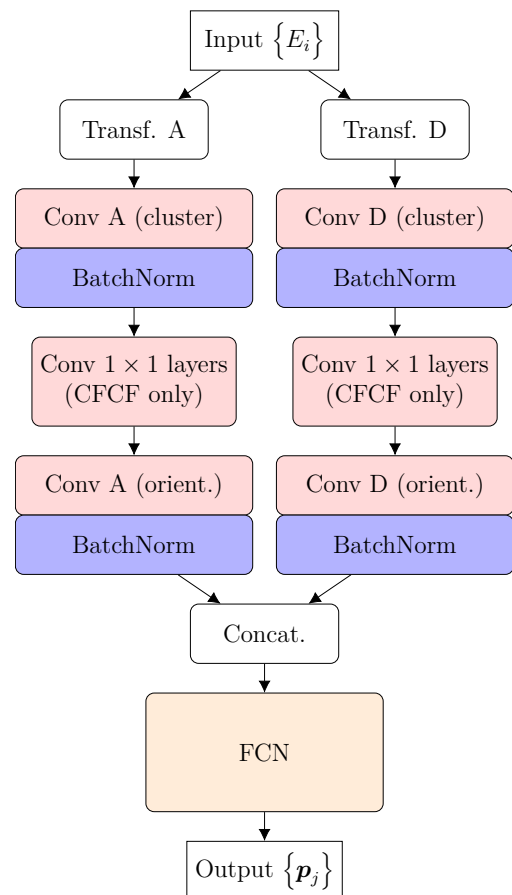 Input {E_i}
Transf. A
Transf. D
Conv A (cluster)
Conv D (cluster)
BatchNorm
BatchNorm
Conv 1 × 1 layers
(CFCF only)
Conv 1 × 1 layers
(CFCF only)
Conv A (orient.)
Conv D (orient.)
BatchNorm
BatchNorm
Concat.
FCN
Output {p_j}